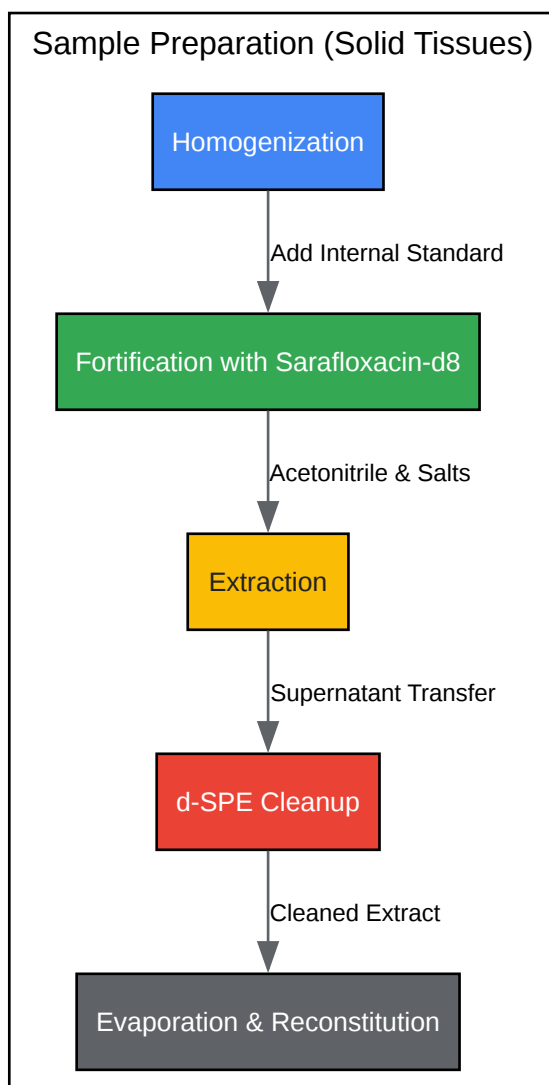 Sample Preparation (Solid Tissues)
Homogenization
Add Internal Standard
Fortification with Sarafloxacin-d8
Acetonitrile & Salts
Extraction
Supernatant Transfer
d-SPE Cleanup
Cleaned Extract
Evaporation & Reconstitution